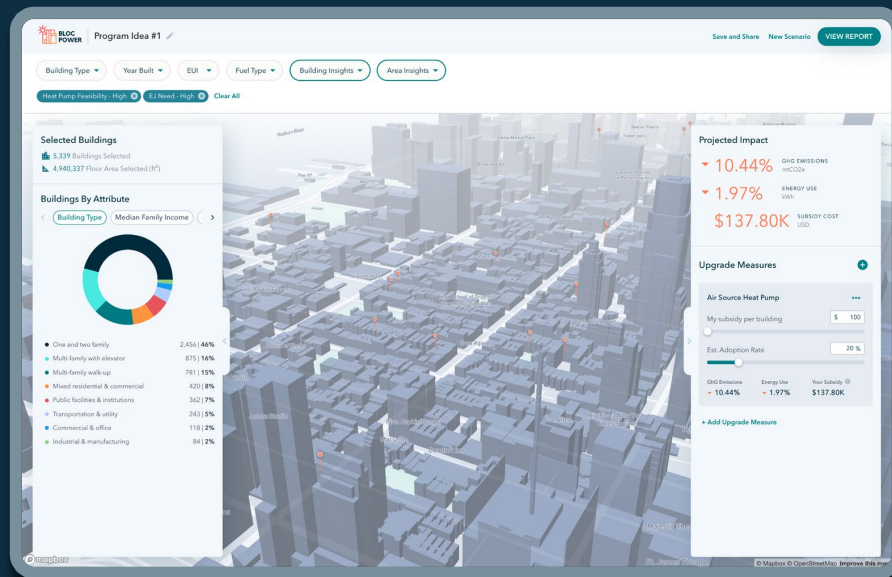 BLOC
POWER
Program Idea #1
Save and Share
New Scenario
VIEW REPORT
Building Type
Year Built
EUI
Fuel Type
Building Insights
Area Insights
Heat Pump Feasibility - High
EJ Need - High
Clear All
Selected Buildings
5,339 Buildings Selected
4,940,337 Floor Area Selected (ft²)
Buildings By Attribute
Building Type
Median Family Income
One and two family 2,456 | 46%
Multi-family with elevator 875 | 16%
Multi-family walk-up 781 | 15%
Mixed residential & commercial 420 | 8%
Public facilities & institutions 362 | 7%
Transportation & utility 243 | 5%
Commercial & office 118 | 2%
Industrial & manufacturing 84 | 2%
Hudson River
Projected Impact
10.44% GHG EMISSIONS
mtCO2e
1.97% ENERGY USE
kWh
$137.80K SUBSIDY COST
USD
Upgrade Measures
Air Source Heat Pump
My subsidy per building $ 100
Est. Adoption Rate 20 %
GhG Emissions Energy Use Your Subsidy
10.44% 1.97% $137.80K
+ Add Upgrade Measure
mapbox
© Mapbox © OpenStreetMap Improve this map